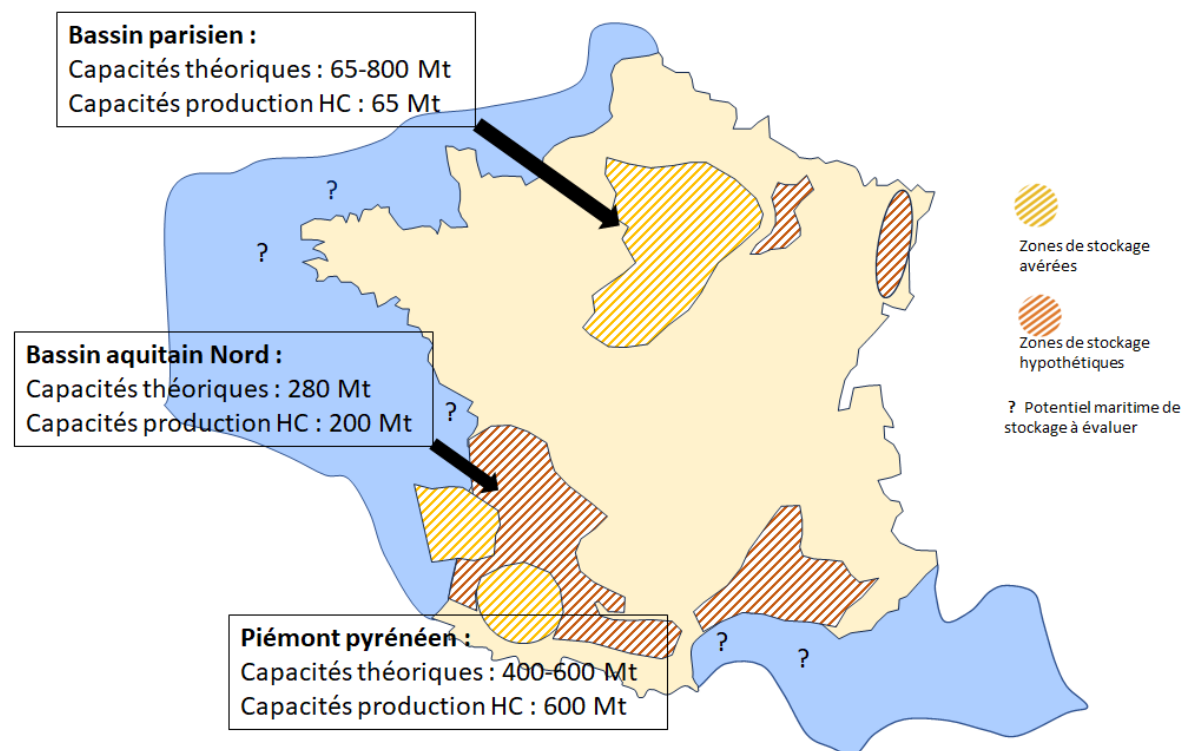 Bassin parisien :
Capacités théoriques : 65-800 Mt
Capacités production HC : 65 Mt
?
?
Zones de stockage
avérées
Bassin aquitain Nord :
Capacités théoriques : 280 Mt
Capacités production HC : 200 Mt
?
Zones de stockage
hypothétiques
? Potentiel maritime de
stockage à évaluer
Piémont pyrénéen :
Capacités théoriques : 400-600 Mt
Capacités production HC : 600 Mt
?
?